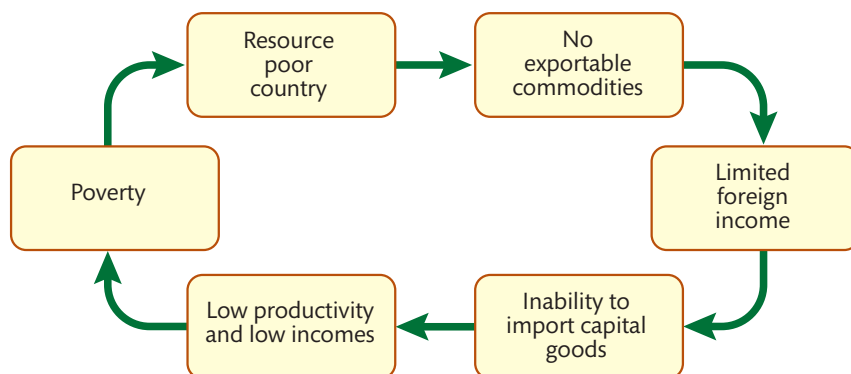 Resource
poor
country
No
exportable
commodities
Limited
foreign
income
Inability to
import capital
goods
Low productivity
and low incomes
Poverty